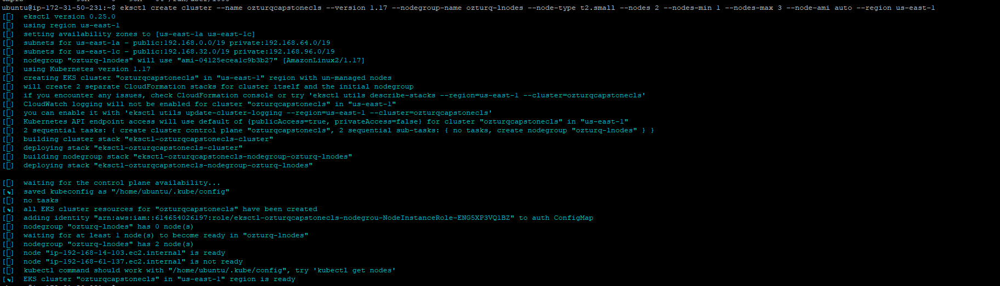 ubuntu@ip-172-31-50-231:~$ eksctl create cluster --name ozturqcapstonecls --version 1.17 --nodegroup-name ozturq-lnodes --node-type t2.small --nodes 2 --nodes-min 1 --nodes-max 3 --node-ami auto --region us-east-1
[▯]  eksctl version 0.25.0
[▯]  using region us-east-1
[▯]  setting availability zones to [us-east-1a us-east-1c]
[▯]  subnets for us-east-1a - public:192.168.0.0/19 private:192.168.64.0/19
[▯]  subnets for us-east-1c - public:192.168.32.0/19 private:192.168.96.0/19
[▯]  nodegroup "ozturq-lnodes" will use "ami-04125ecea1c9b3b27" [AmazonLinux2/1.17]
[▯]  using Kubernetes version 1.17
[▯]  creating EKS cluster "ozturqcapstonecls" in "us-east-1" region with un-managed nodes
[▯]  will create 2 separate CloudFormation stacks for cluster itself and the initial nodegroup
[▯]  if you encounter any issues, check CloudFormation console or try 'eksctl utils describe-stacks --region=us-east-1 --cluster=ozturqcapstonecls'
[▯]  CloudWatch logging will not be enabled for cluster "ozturqcapstonecls" in "us-east-1"
[▯]  you can enable it with 'eksctl utils update-cluster-logging --region=us-east-1 --cluster=ozturqcapstonecls'
[▯]  Kubernetes API endpoint access will use default of {publicAccess=true, privateAccess=false} for cluster "ozturqcapstonecls" in "us-east-1"
[▯]  2 sequential tasks: { create cluster control plane "ozturqcapstonecls", 2 sequential sub-tasks: { no tasks, create nodegroup "ozturq-lnodes" } }
[▯]  building cluster stack "eksctl-ozturqcapstonecls-cluster"
[▯]  deploying stack "eksctl-ozturqcapstonecls-cluster"
[▯]  building nodegroup stack "eksctl-ozturqcapstonecls-nodegroup-ozturq-lnodes"
[▯]  deploying stack "eksctl-ozturqcapstonecls-nodegroup-ozturq-lnodes"
[▯]  waiting for the control plane availability...
[✔]  saved kubeconfig as "/home/ubuntu/.kube/config"
[▯]  no tasks
[✔]  all EKS cluster resources for "ozturqcapstonecls" have been created
[▯]  adding identity "arn:aws:iam::614654026197:role/eksctl-ozturqcapstonecls-nodegrou-NodeInstanceRole-ENG5XP3VQ1BZ" to auth ConfigMap
[▯]  nodegroup "ozturq-lnodes" has 0 node(s)
[▯]  waiting for at least 1 node(s) to become ready in "ozturq-lnodes"
[▯]  nodegroup "ozturq-lnodes" has 2 node(s)
[▯]  node "ip-192-168-14-103.ec2.internal" is ready
[▯]  node "ip-192-168-61-137.ec2.internal" is not ready
[▯]  kubectl command should work with "/home/ubuntu/.kube/config", try 'kubectl get nodes'
[✔]  EKS cluster "ozturqcapstonecls" in "us-east-1" region is ready